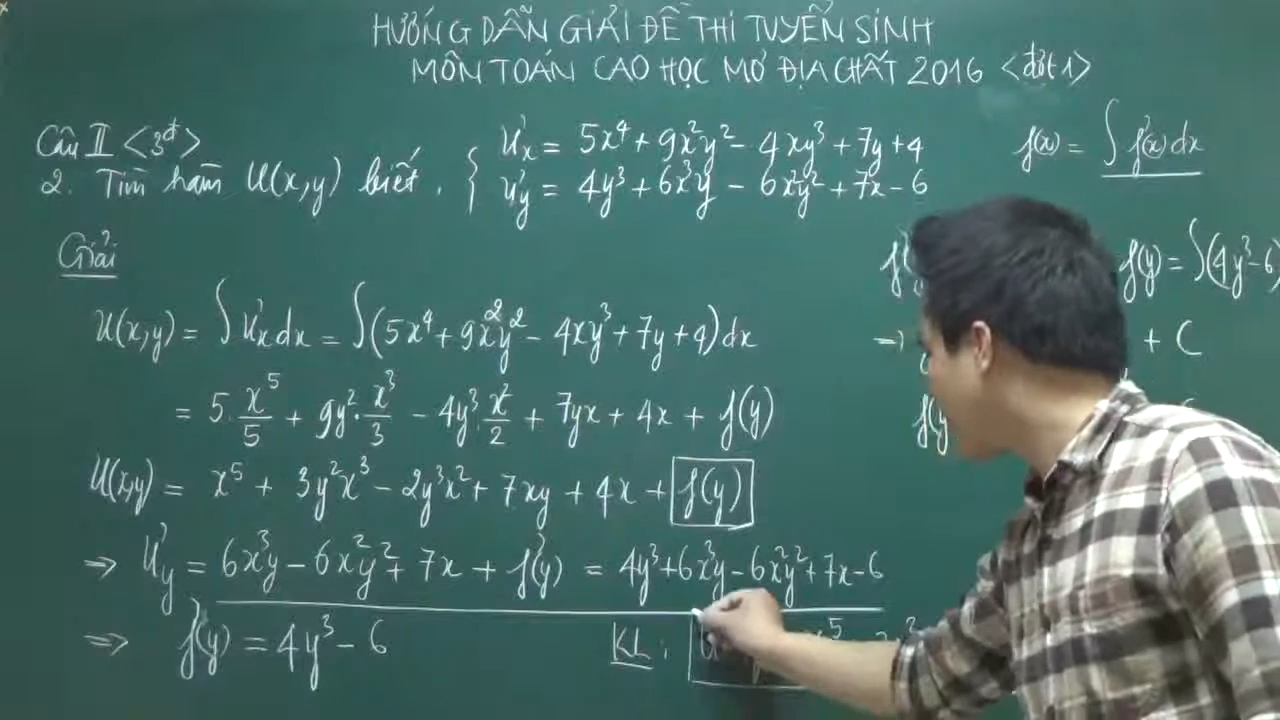 HƯỚNG DẪN GIẢI ĐỀ THI TUYỂN SINH
MÔN TOÁN CAO HỌC MỎ ĐỊA CHẤT 2016 <đợt 1>
Câu II <3đ>
2. Tìm hàm U(x,y) biết.
{ U'x = 5x⁴ + 9x²y² - 4xy³ + 7y + 4
U'y = 4y³ + 6x³y - 6x²y² + 7x - 6
f(x) = ∫ f'(x) dx
Giải
U(x,y) = ∫ U'x dx = ∫(5x⁴ + 9x²y² - 4xy³ + 7y + 4) dx
= 5.x⁵/5 + 9y².x³/3 - 4y³.x²/2 + 7yx + 4x + f(y)
U(x,y) = x⁵ + 3y²x³ - 2y³x² + 7xy + 4x + f(y)
⇒ U'y = 6x³y - 6x²y² + 7x + f'(y) = 4y³ + 6x³y - 6x²y² + 7x - 6
⇒ f'(y) = 4y³ - 6
KL:
f(y) = ∫(4y³ - 6)
+ C